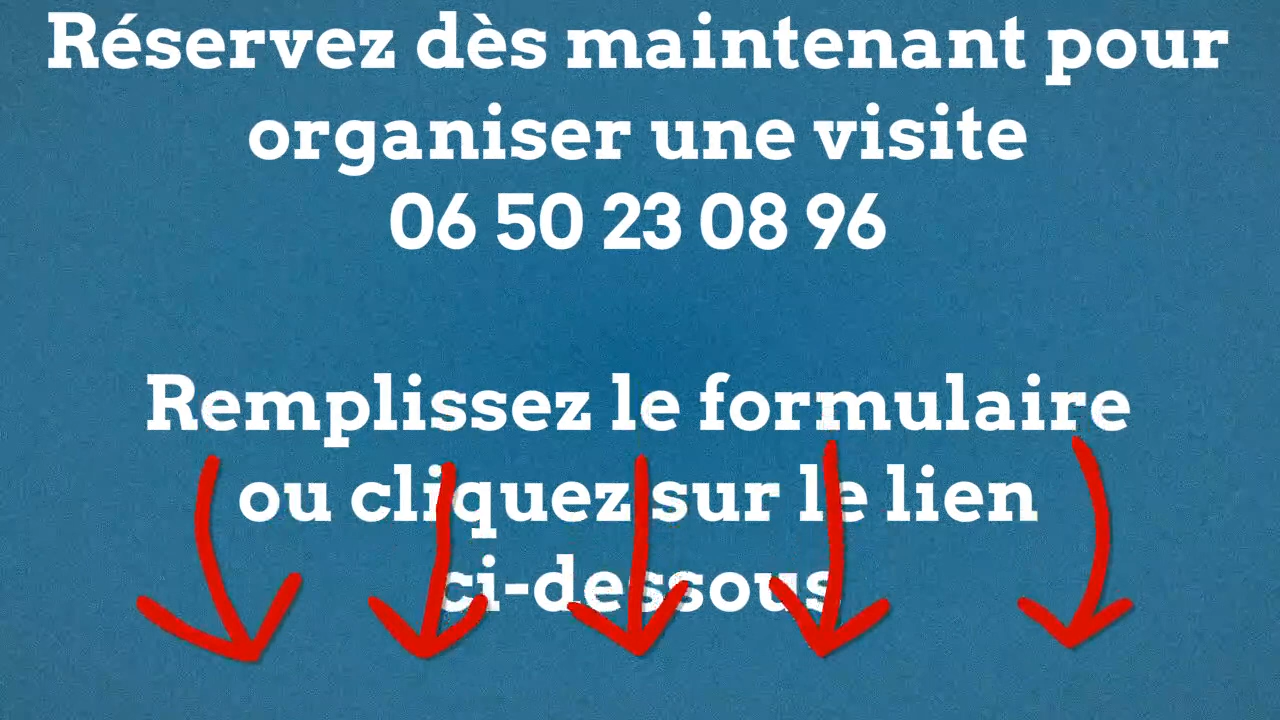 Réservez dès maintenant pour
organiser une visite
06 50 23 08 96
Remplissez le formulaire
ou cliquez sur le lien
ci-dessous